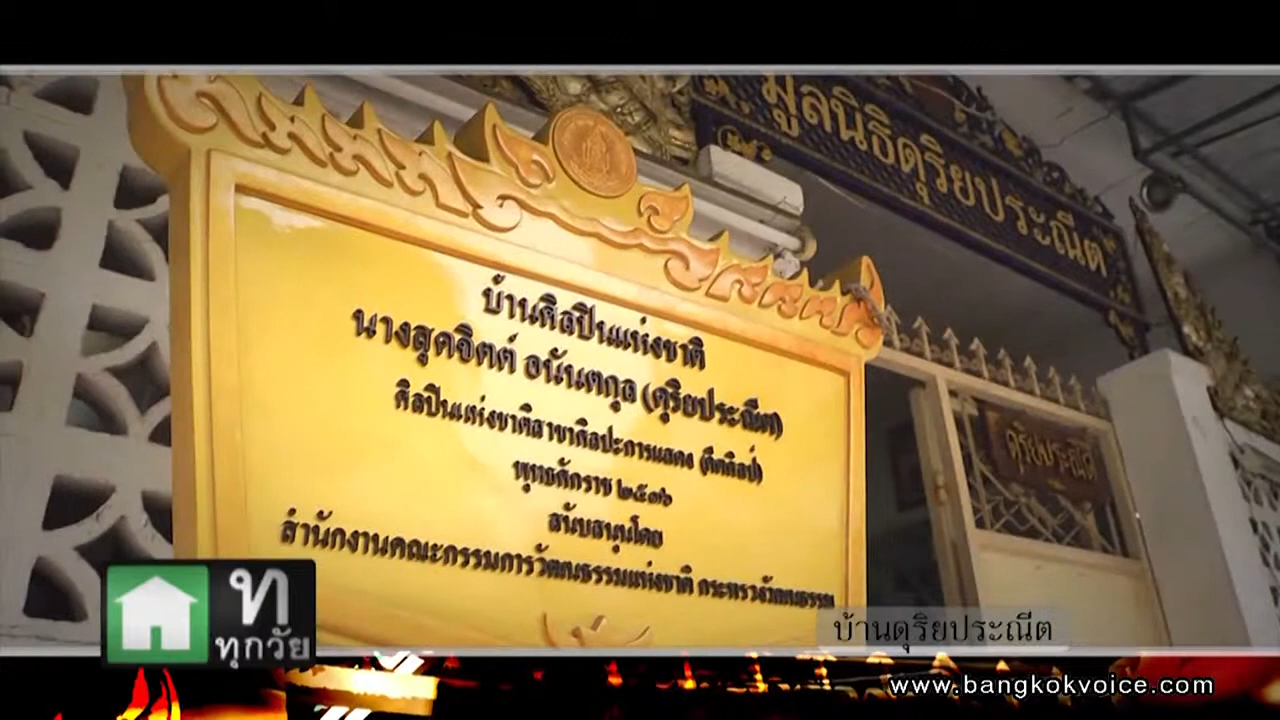 มูลนิธิดุริยประณีต
บ้านศิลปินแห่งชาติ
นางสุดจิตต์ อนันตกุล (ดุริยประณีต)
ศิลปินแห่งชาติสาขาศิลปะการแสดง (คีตศิลป์)
พุทธศักราช ๒๕๓๖
สนับสนุนโดย
สำนักงานคณะกรรมการวัฒนธรรมแห่งชาติ กระทรวงวัฒนธรรม
ดุริยประณีต
บ้านดุริยประณีต
ท
ทุกวัย
www.bangkokvoice.com